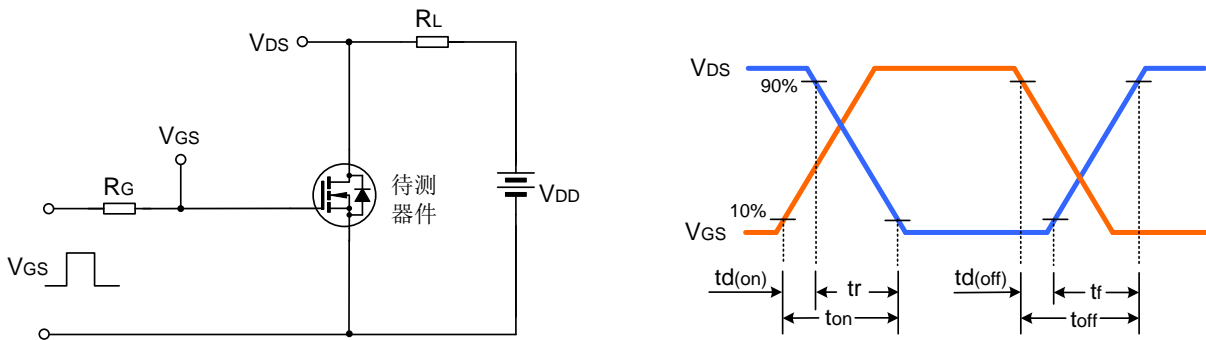 RL
VDS
VGS
RG
待测
器件
VDD
VGS
VDS
90%
10%
VGS
td(on)
tr
td(off)
tf
ton
toff